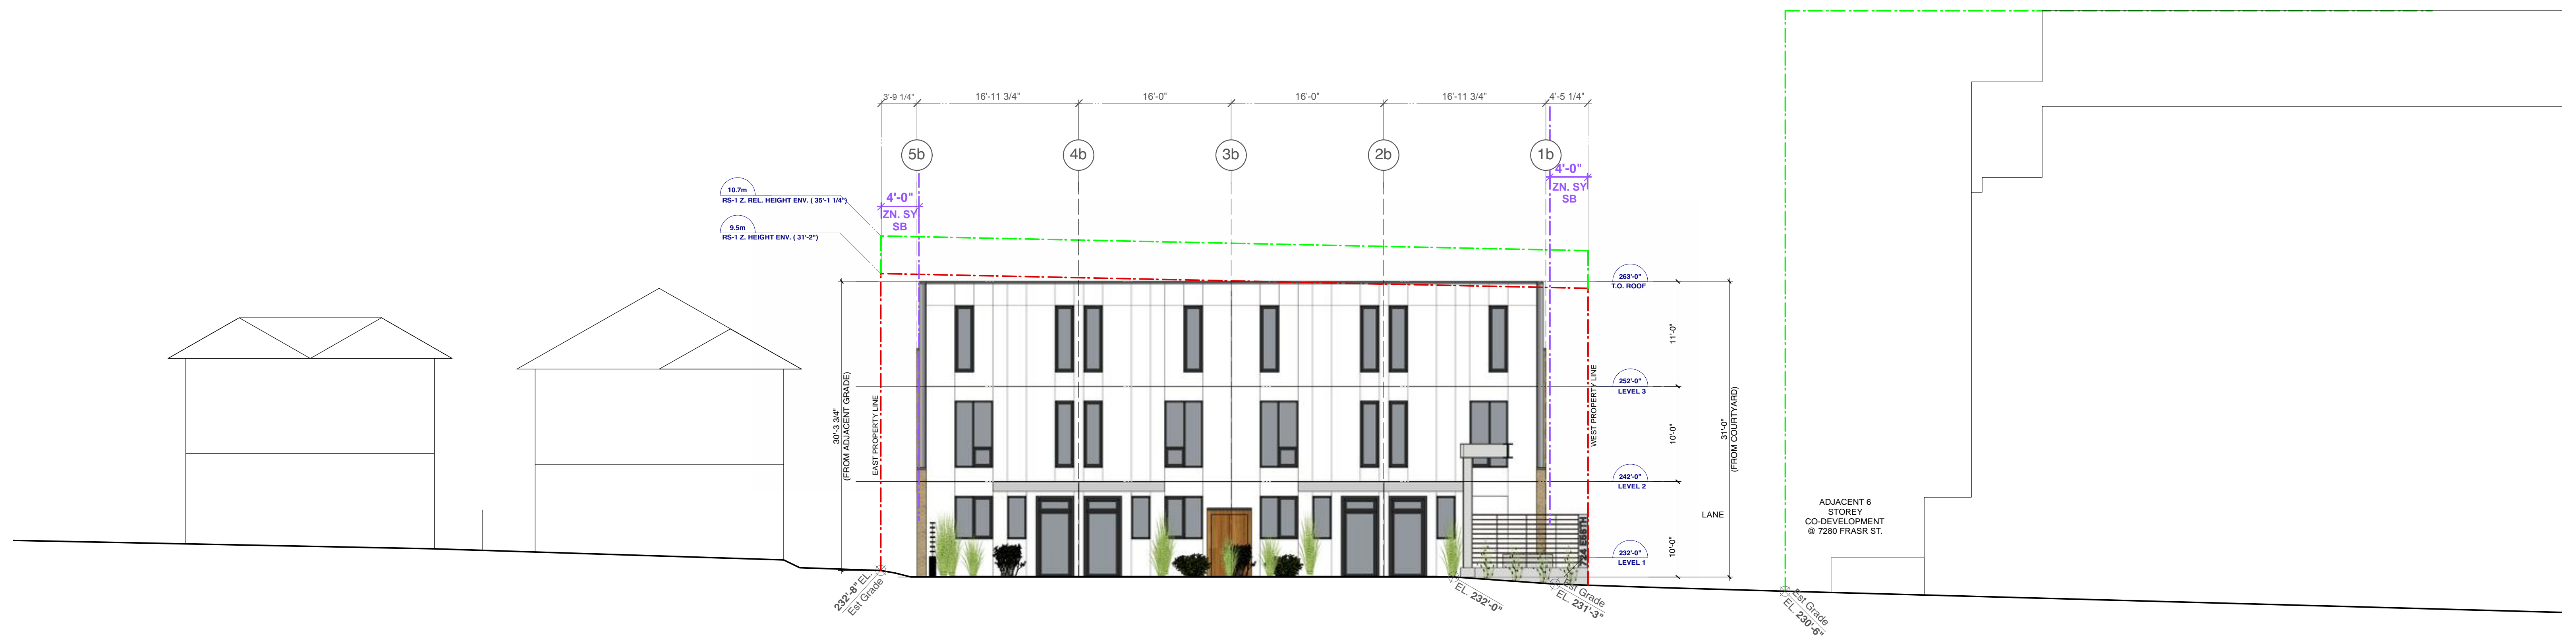 3'-9 1/4"
16'-11 3/4"
16'-0"
16'-0"
16'-11 3/4"
4'-5 1/4"
5b
4b
3b
2b
1b
4'-0"
ZN. SY
SB
4'-0"
ZN. SY
SB
10.7m
RS-1 Z. REL. HEIGHT ENV. ( 35'-1 1/4")
9.5m
RS-1 Z. HEIGHT ENV. ( 31'-2")
263'-0"
T.O. ROOF
11'-0"
252'-0"
LEVEL 3
10'-0"
242'-0"
LEVEL 2
10'-0"
232'-0"
LEVEL 1
31'-0"
(FROM COURTYARD)
30'-3 3/4"
(FROM ADJACENT GRADE)
EAST PROPERTY LINE
WEST PROPERTY LINE
LANE
724 E56TH
ADJACENT 6
STOREY
CO-DEVELOPMENT
@ 7280 FRASR ST.
232'-8" EL.
Est Grade
EL. 232'-0"
Est Grade
EL. 231'-3"
Est Grade
EL. 230'-6"